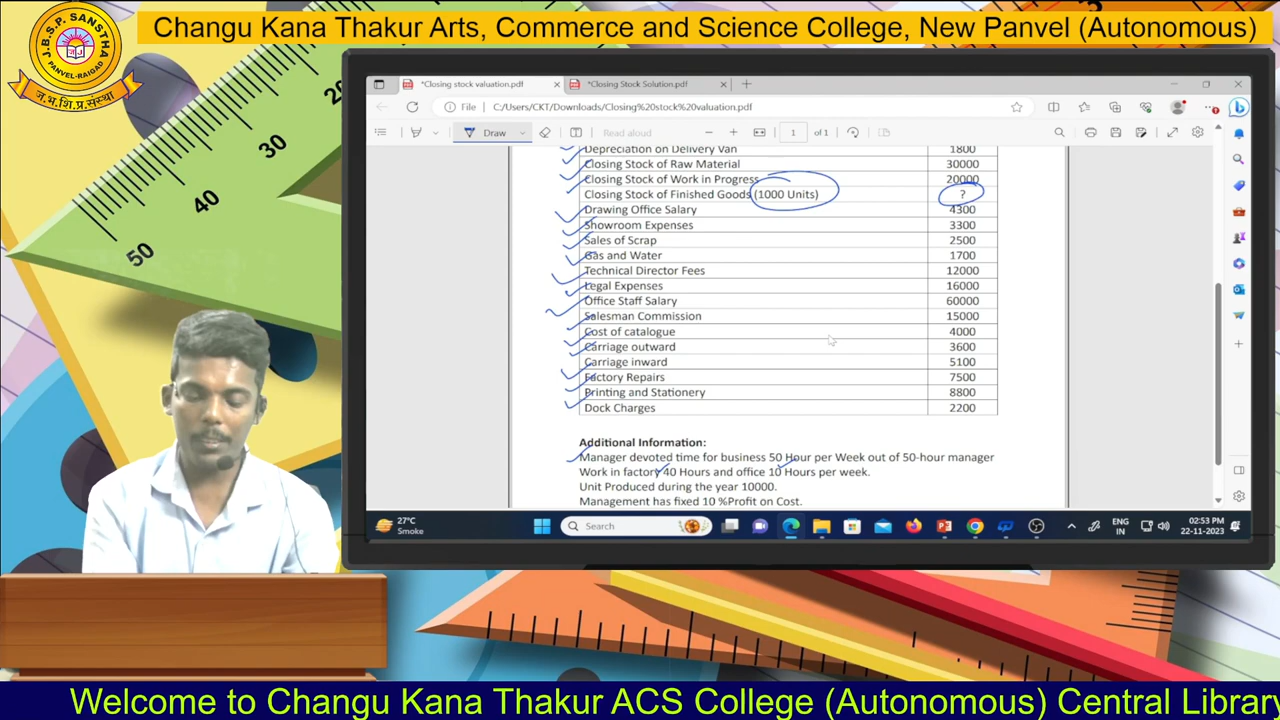 Changu Kana Thakur Arts, Commerce and Science College, New Panvel (Autonomous)
J.B.S.P. SANSTHA
PANVEL-RAIGAD
ज.भ.शि.प्र.संस्था
20
30
40
50
*Closing stock valuation.pdf
*Closing Stock Solution.pdf
File C:/Users/CKT/Downloads/Closing%20stock%20valuation.pdf
Draw Read aloud 1 of 1
Depreciation on Delivery Van 1800
Closing Stock of Raw Material 30000
Closing Stock of Work in Progress 20000
Closing Stock of Finished Goods (1000 Units) ?
Drawing Office Salary 4300
Showroom Expenses 3300
Sales of Scrap 2500
Gas and Water 1700
Technical Director Fees 12000
Legal Expenses 16000
Office Staff Salary 60000
Salesman Commission 15000
Cost of catalogue 4000
Carriage outward 3600
Carriage inward 5100
Factory Repairs 7500
Printing and Stationery 8800
Dock Charges 2200
Additional Information:
Manager devoted time for business 50 Hour per Week out of 50-hour manager
Work in factory 40 Hours and office 10 Hours per week.
Unit Produced during the year 10000.
Management has fixed 10 %Profit on Cost.
27°C
Smoke
Search
ENG
IN
02:53 PM
22-11-2023
Welcome to Changu Kana Thakur ACS College (Autonomous) Central Library